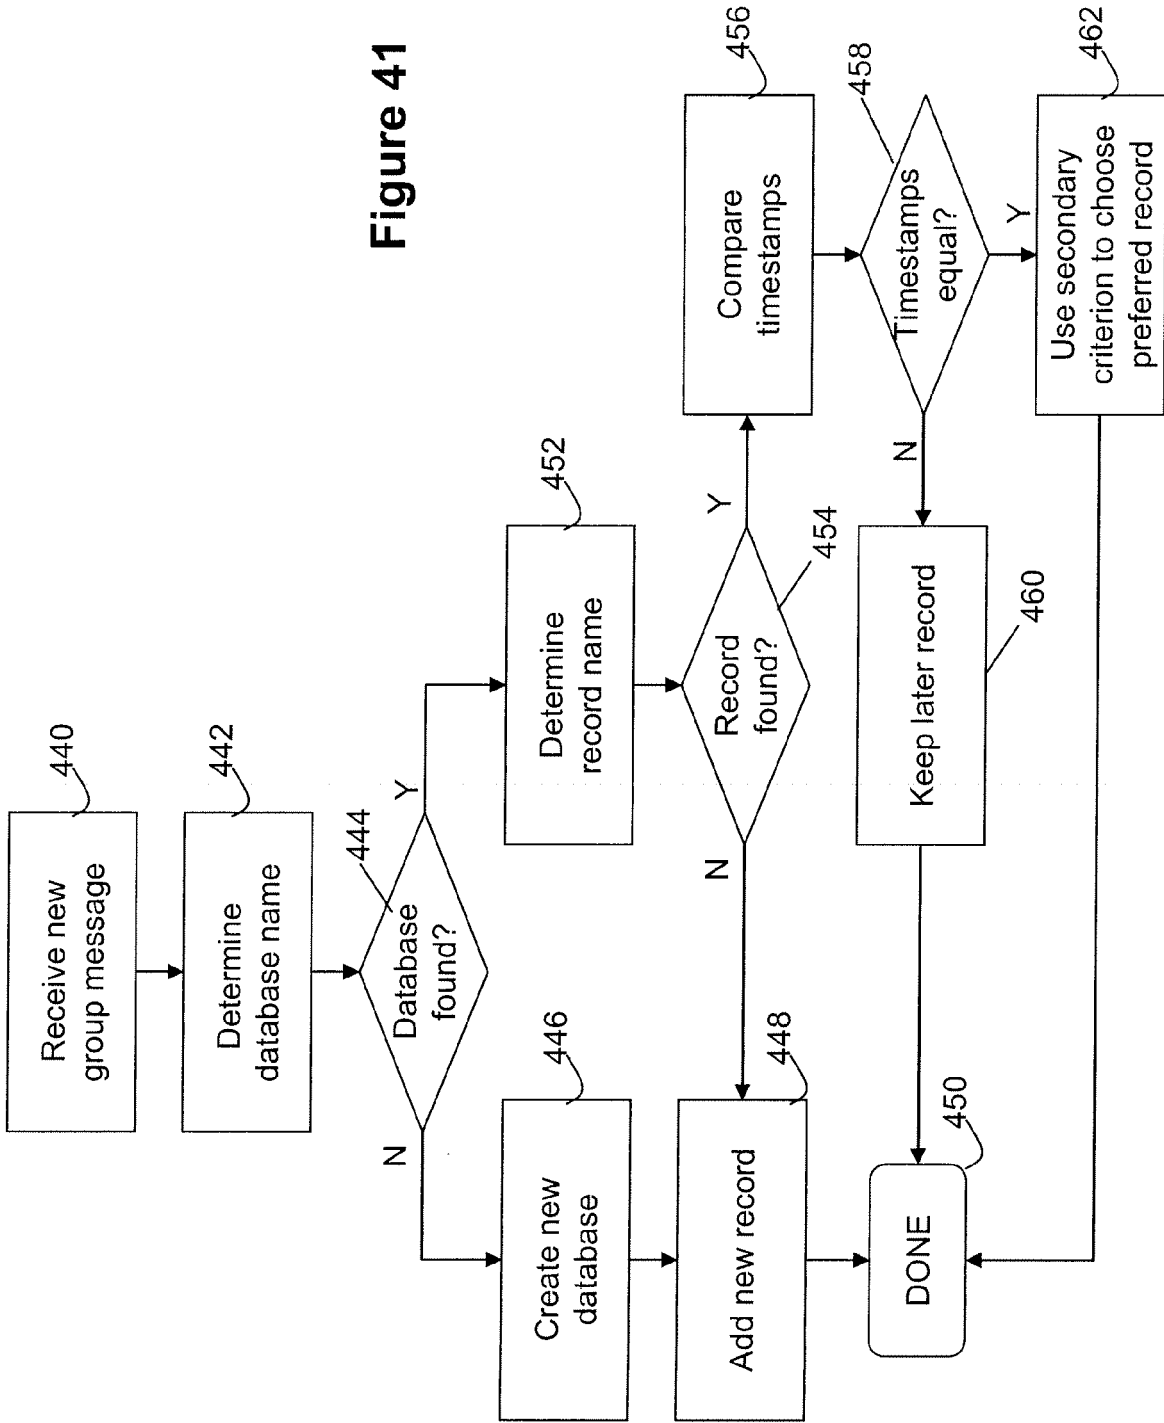 Figure 41
Receive new
group message
440
Determine
database name
442
Database
found?
444
N
Y
Create new
database
446
Determine
record name
452
Add new record
448
Record
found?
454
N
Y
Compare
timestamps
456
Timestamps
equal?
458
N
Y
Keep later record
460
Use secondary
criterion to choose
preferred record
462
DONE
450